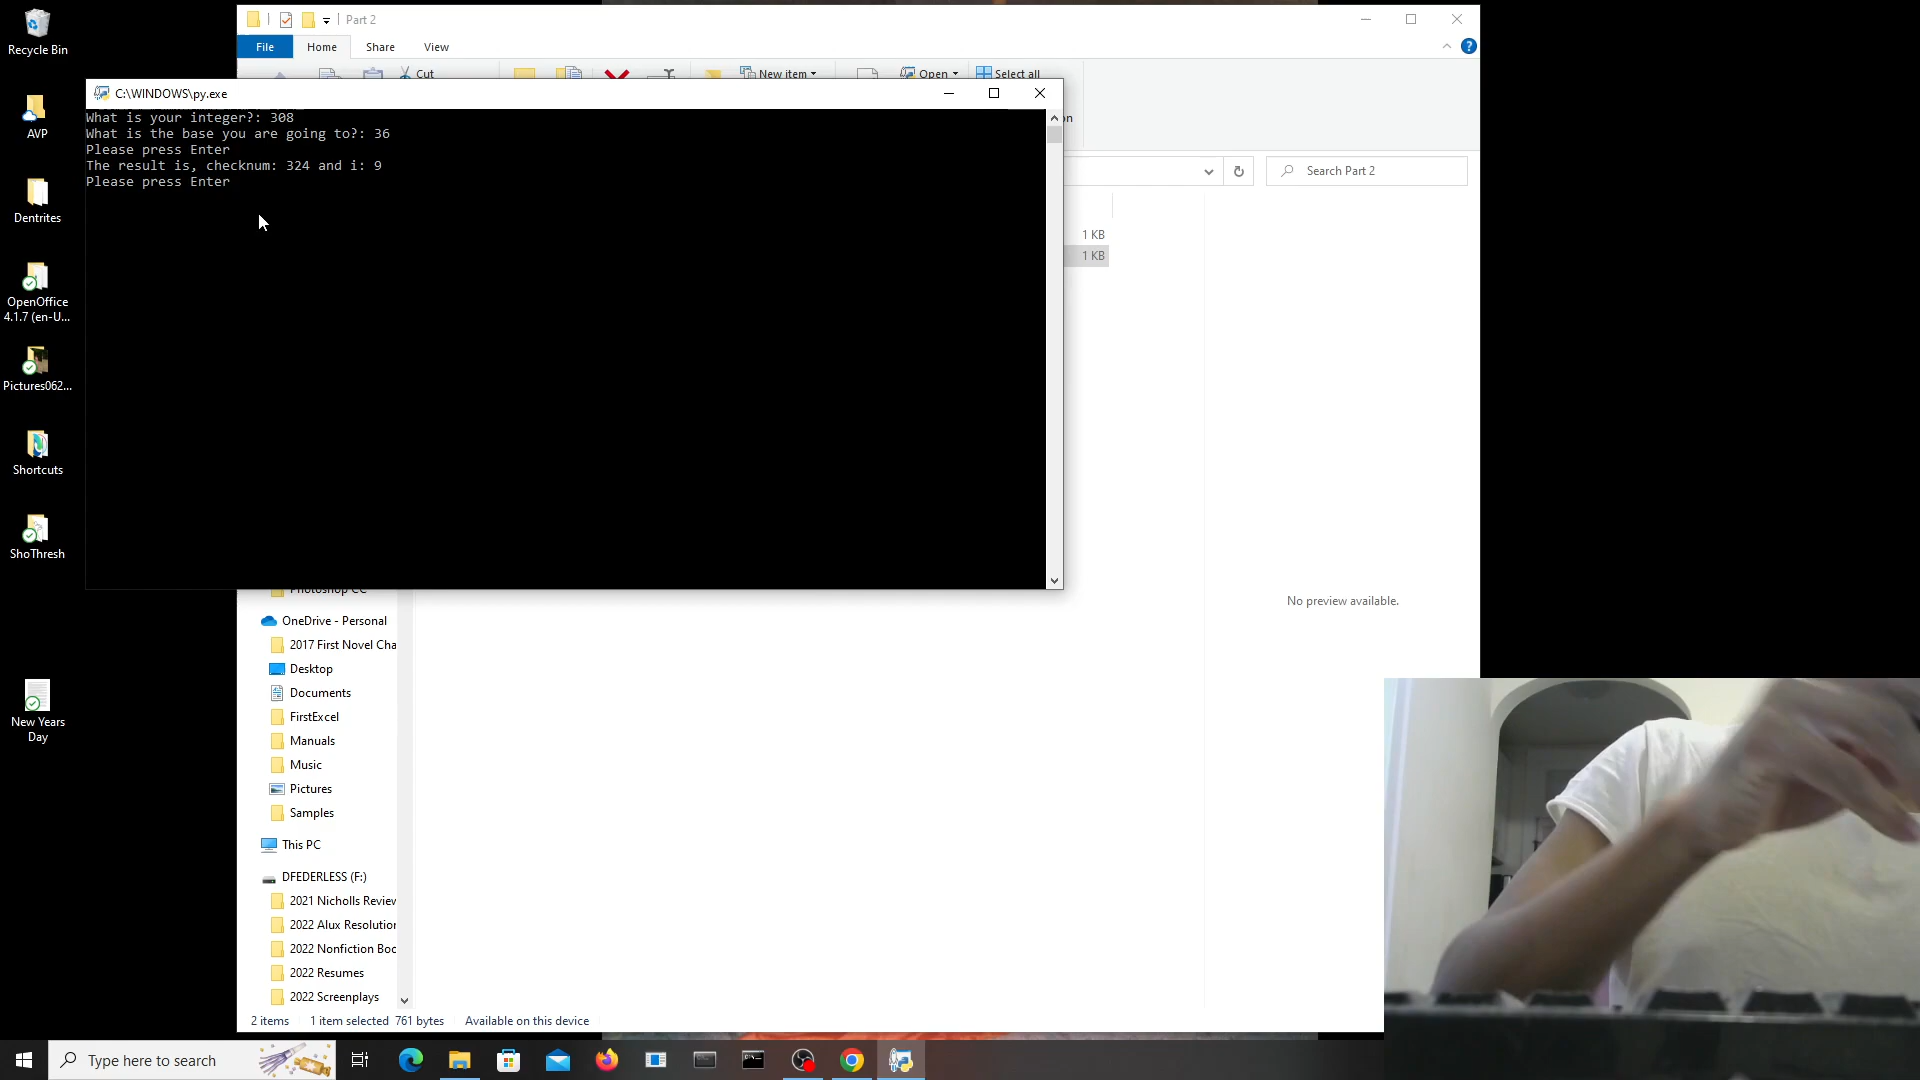 Recycle Bin
AVP
Dentrites
OpenOffice
4.1.7 (en-U...
Pictures062...
Shortcuts
ShoThresh
New Years
Day
Part 2
File Home Share View
Cut
New item
Open
Select all
C:\WINDOWS\py.exe
What is your integer?: 308
What is the base you are going to?: 36
Please press Enter
The result is, checknum: 324 and i: 9
Please press Enter
Search Part 2
1 KB
1 KB
No preview available.
Photoshop CC
OneDrive - Personal
2017 First Novel Cha
Desktop
Documents
FirstExcel
Manuals
Music
Pictures
Samples
This PC
DFEDERLESS (F:)
2021 Nicholls Review
2022 Alux Resolution
2022 Nonfiction Boo
2022 Resumes
2022 Screenplays
2 items 1 item selected 761 bytes Available on this device
Type here to search